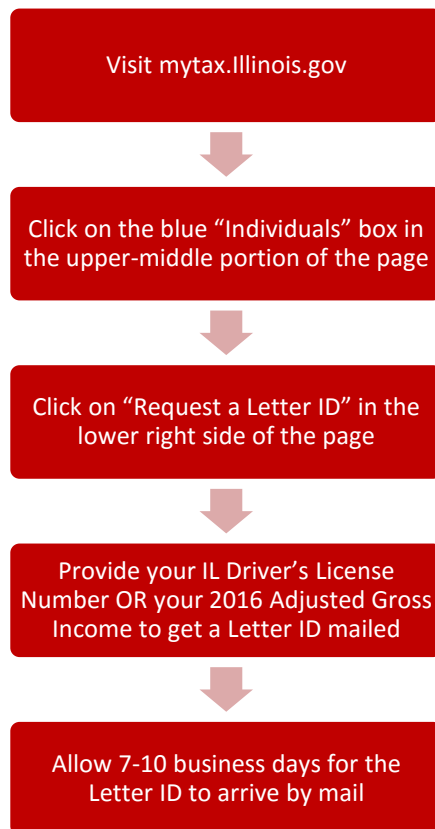 Visit mytax.Illinois.gov
Click on the blue “Individuals” box in
the upper-middle portion of the page
Click on “Request a Letter ID” in the
lower right side of the page
Provide your IL Driver’s License
Number OR your 2016 Adjusted Gross
Income to get a Letter ID mailed
Allow 7-10 business days for the
Letter ID to arrive by mail